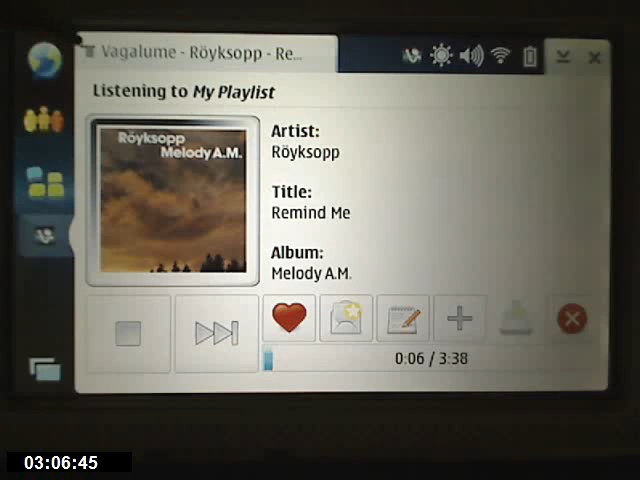 Vagalume - Röyksopp - Re...
Listening to My Playlist
Röyksopp
Melody A.M.
Artist:
Röyksopp
Title:
Remind Me
Album:
Melody A.M.
0:06 / 3:38
03:06:45